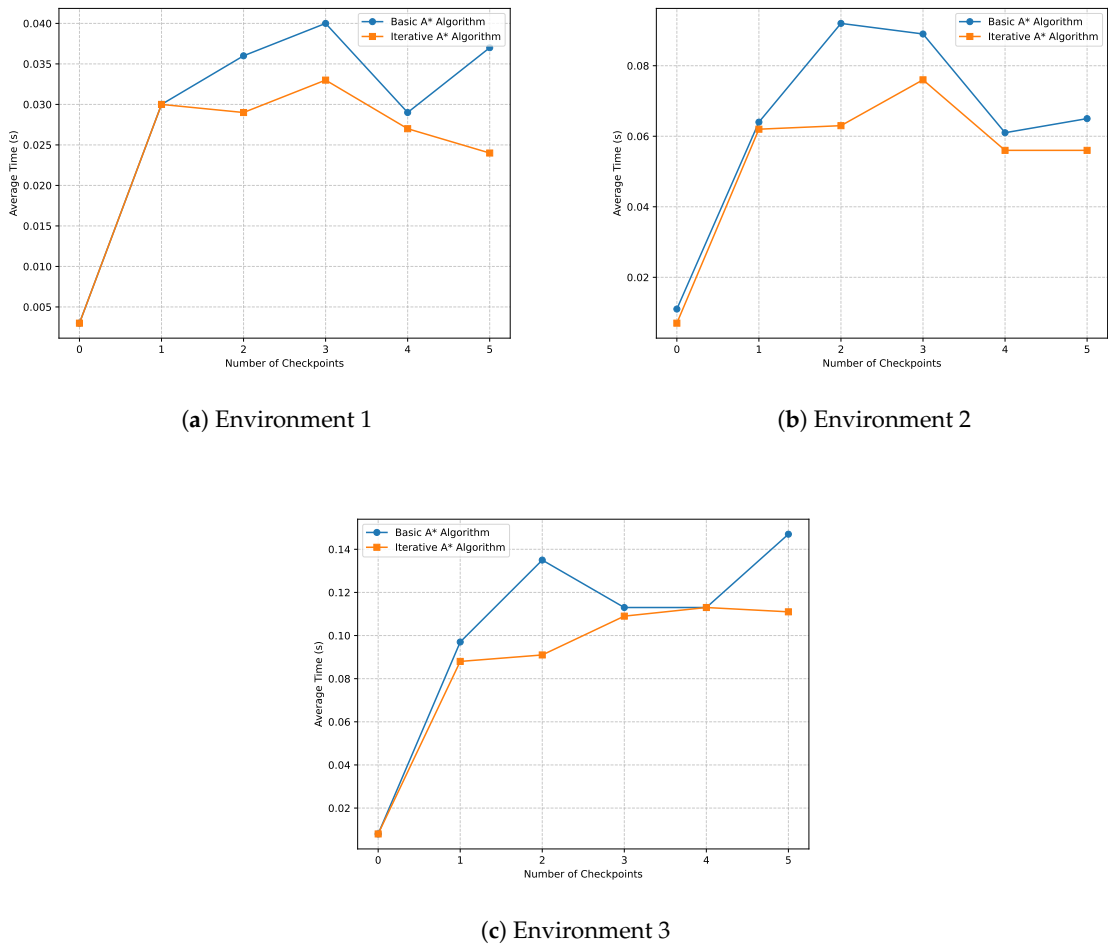 0.040
0.035
0.030
0.025
0.020
0.015
0.010
0.005
Average Time (s)
0 1 2 3 4 5
Number of Checkpoints
Basic A* Algorithm
Iterative A* Algorithm
(a) Environment 1
0.08
0.06
0.04
0.02
Average Time (s)
0 1 2 3 4 5
Number of Checkpoints
Basic A* Algorithm
Iterative A* Algorithm
(b) Environment 2
0.14
0.12
0.10
0.08
0.06
0.04
0.02
Average Time (s)
0 1 2 3 4 5
Number of Checkpoints
Basic A* Algorithm
Iterative A* Algorithm
(c) Environment 3